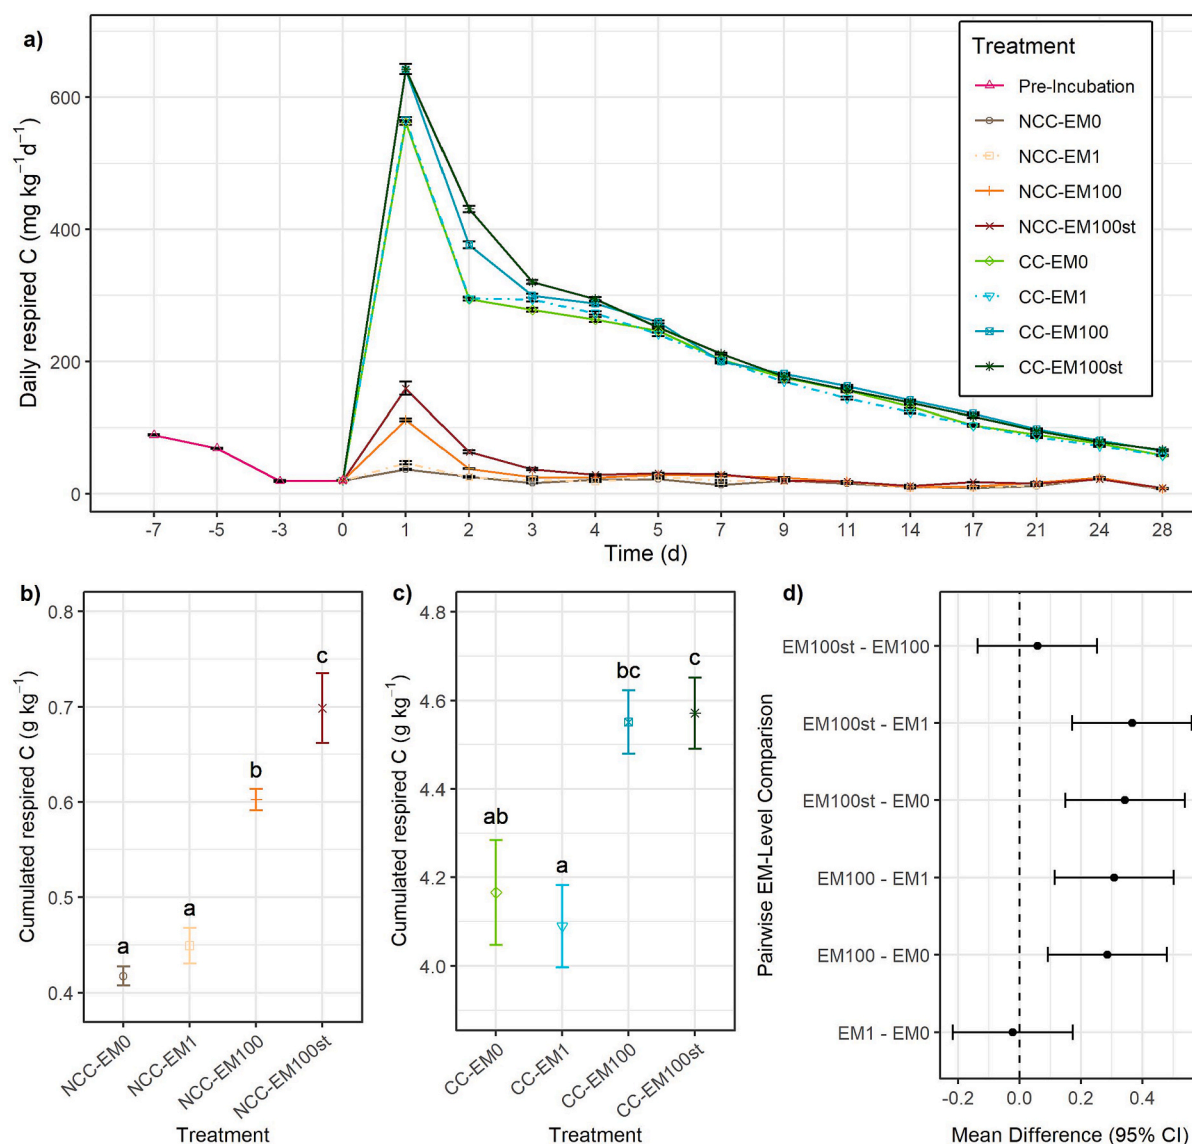 a)
Daily respired C (mg kg⁻¹d⁻¹)
600
400
200
0
-7 -5 -3 0 1 2 3 4 5 7 9 11 14 17 21 24 28
Time (d)
Treatment
Pre-Incubation
NCC-EM0
NCC-EM1
NCC-EM100
NCC-EM100st
CC-EM0
CC-EM1
CC-EM100
CC-EM100st
b)
Cumulated respired C (g kg⁻¹)
0.8
0.7
0.6
0.5
0.4
a
a
b
c
NCC-EM0
NCC-EM1
NCC-EM100
NCC-EM100st
Treatment
c)
Cumulated respired C (g kg⁻¹)
4.8
4.6
4.4
4.2
4.0
ab
a
bc
c
CC-EM0
CC-EM1
CC-EM100
CC-EM100st
Treatment
d)
Pairwise EM-Level Comparison
EM100st - EM100
EM100st - EM1
EM100st - EM0
EM100 - EM1
EM100 - EM0
EM1 - EM0
-0.2 0.0 0.2 0.4
Mean Difference (95% CI)